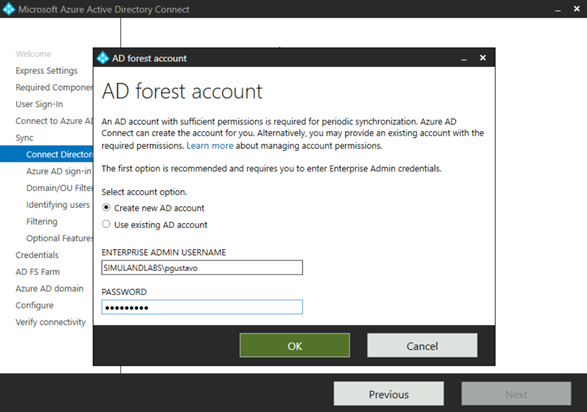 Microsoft Azure Active Directory Connect
Welcome
Express Settings
Required Componen
User Sign-In
Connect to Azure AD
Sync
Connect Director
Azure AD sign-in
Domain/OU Filter
Identifying users
Filtering
Optional Features
Credentials
AD FS Farm
Azure AD domain
Configure
Verify connectivity
AD forest account
AD forest account
An AD account with sufficient permissions is required for periodic synchronization. Azure AD
Connect can create the account for you. Alternatively, you may provide an existing account with the
required permissions. Learn more about managing account permissions.
The first option is recommended and requires you to enter Enterprise Admin credentials.
Select account option.
Create new AD account
Use existing AD account
ENTERPRISE ADMIN USERNAME
SIMULANDLABS\pgustavo
PASSWORD
•••••••••
OK
Cancel
Previous
Next